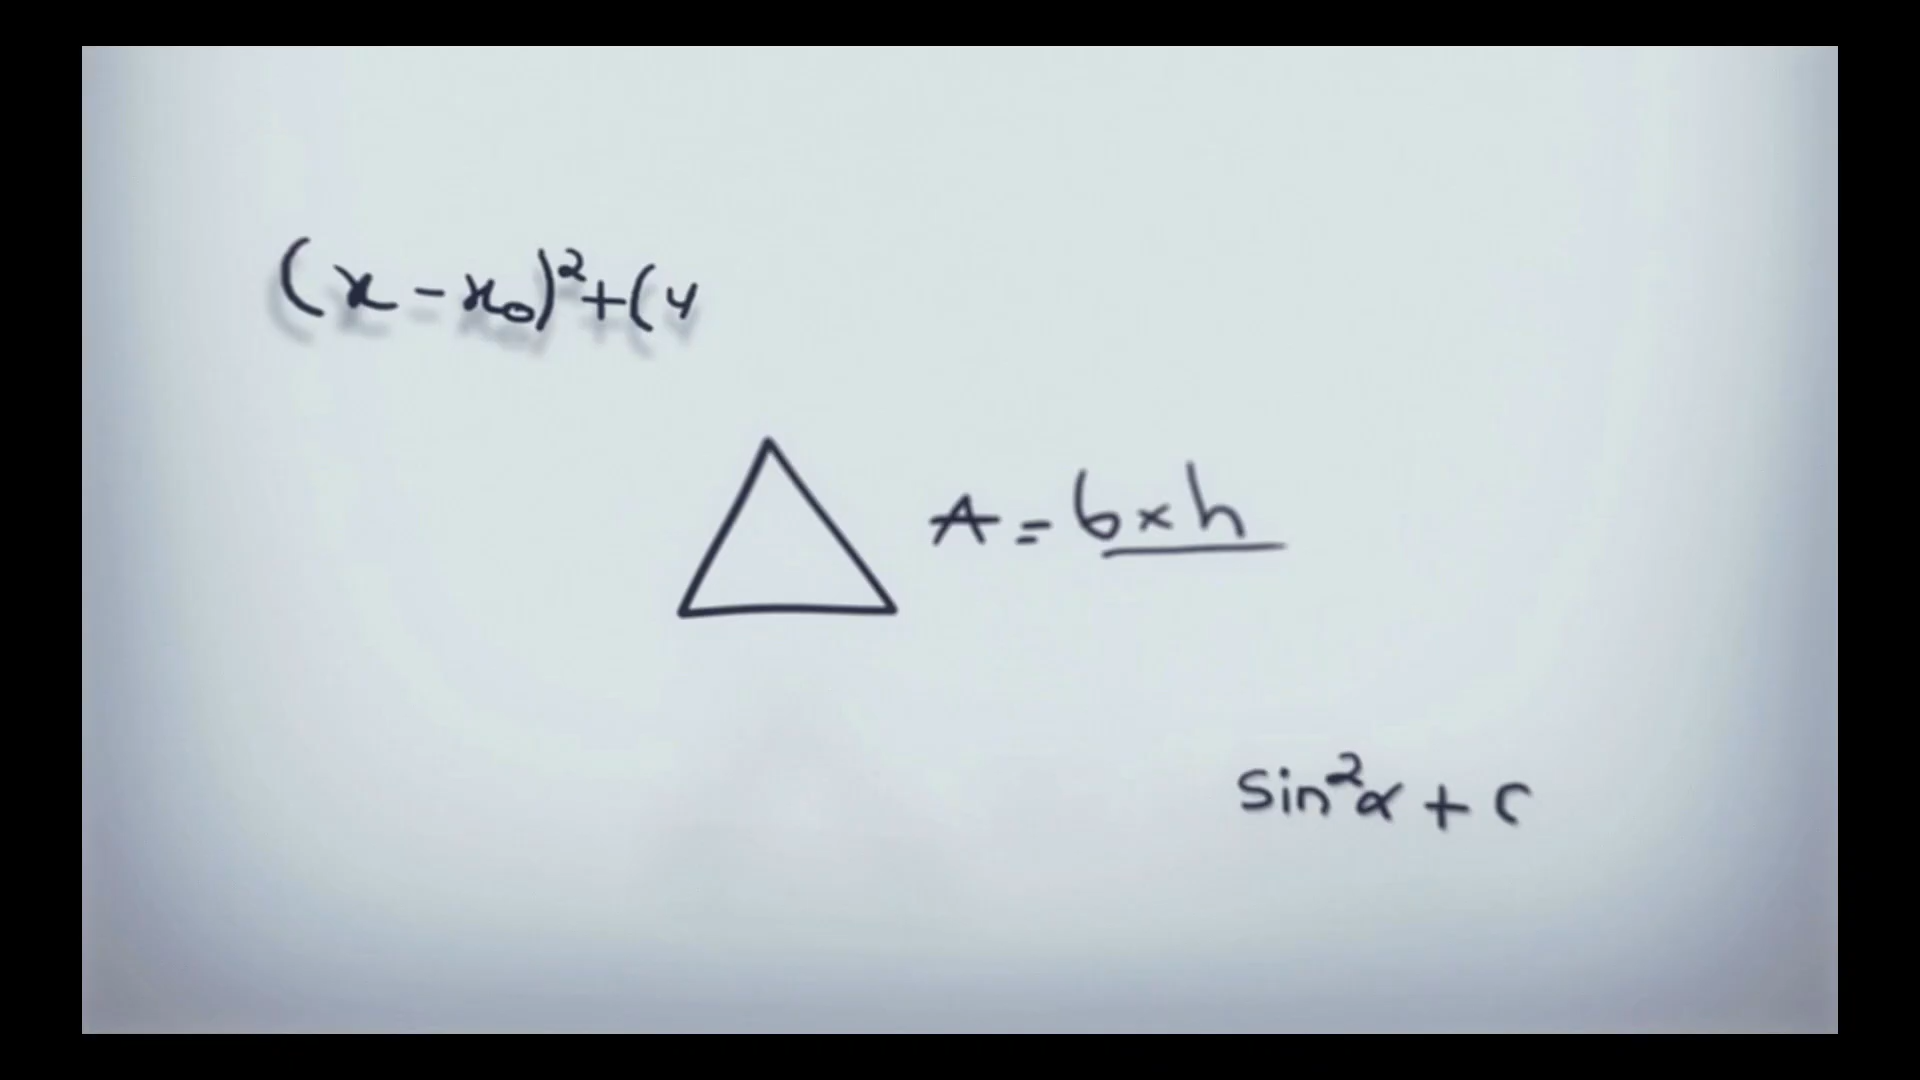 (x - x₀)²+(y
A = b×h
sin²α + c